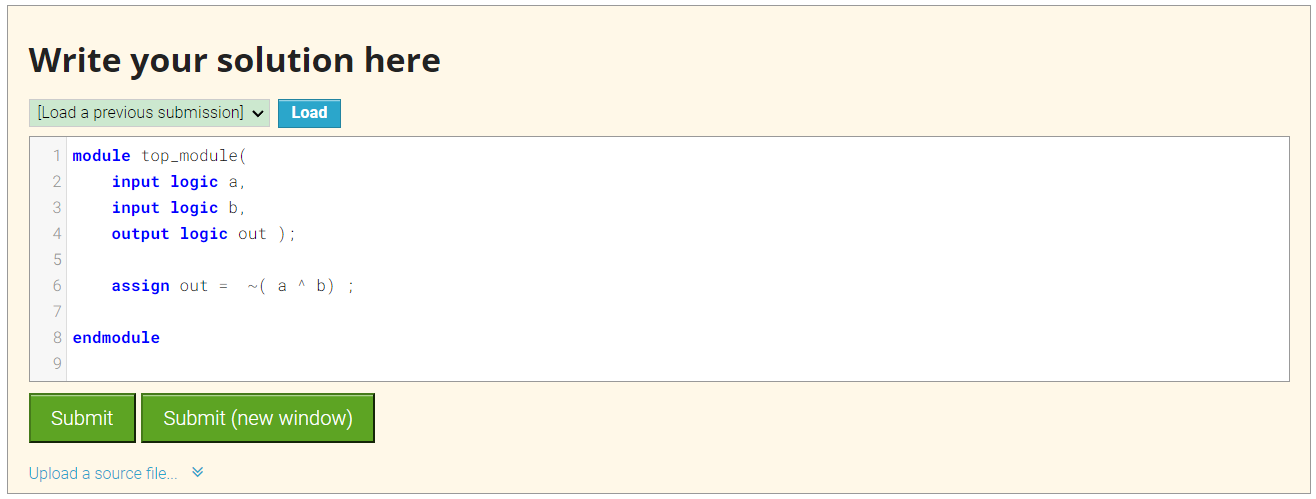 Write your solution here
[Load a previous submission] Load
1 module top_module(
2     input logic a,
3     input logic b,
4     output logic out );
5
6     assign out =  ~( a ^ b) ;
7
8 endmodule
9
Submit Submit (new window)
Upload a source file...